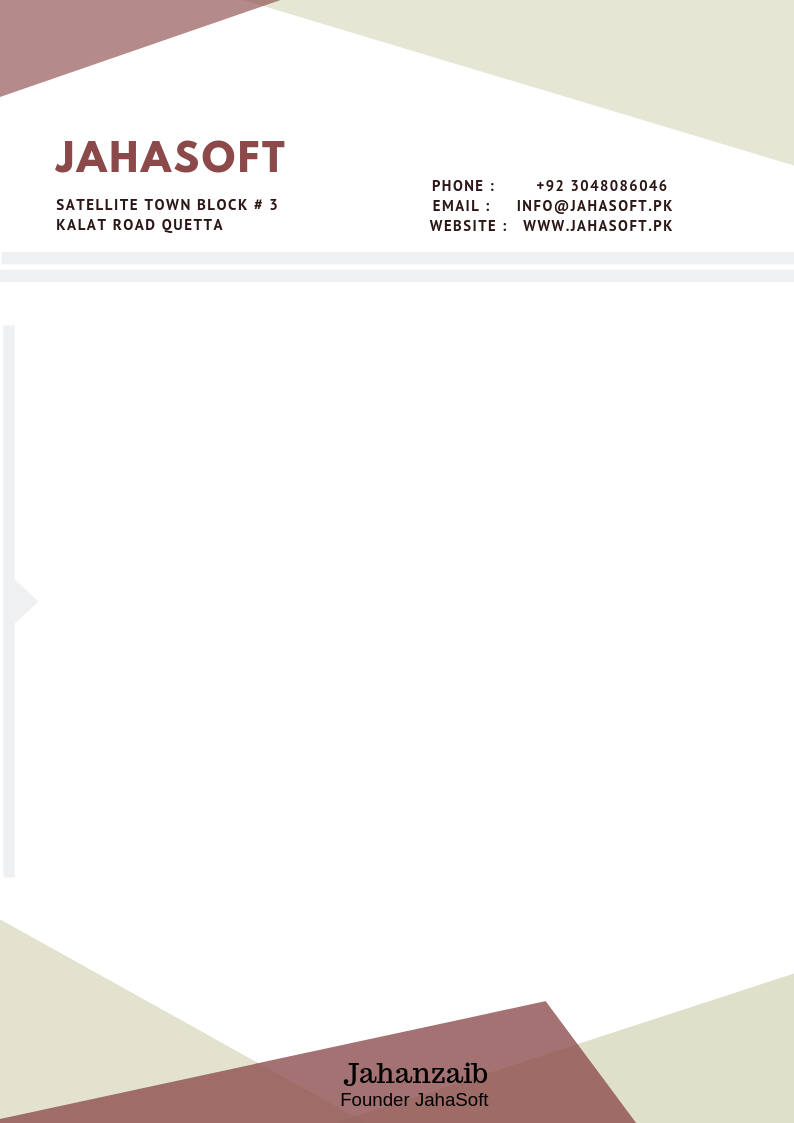 JAHASOFT
SATELLITE TOWN BLOCK # 3
KALAT ROAD QUETTA
PHONE : +92 3048086046
EMAIL : INFO@JAHASOFT.PK
WEBSITE : WWW.JAHASOFT.PK
Jahanzaib
Founder JahaSoft